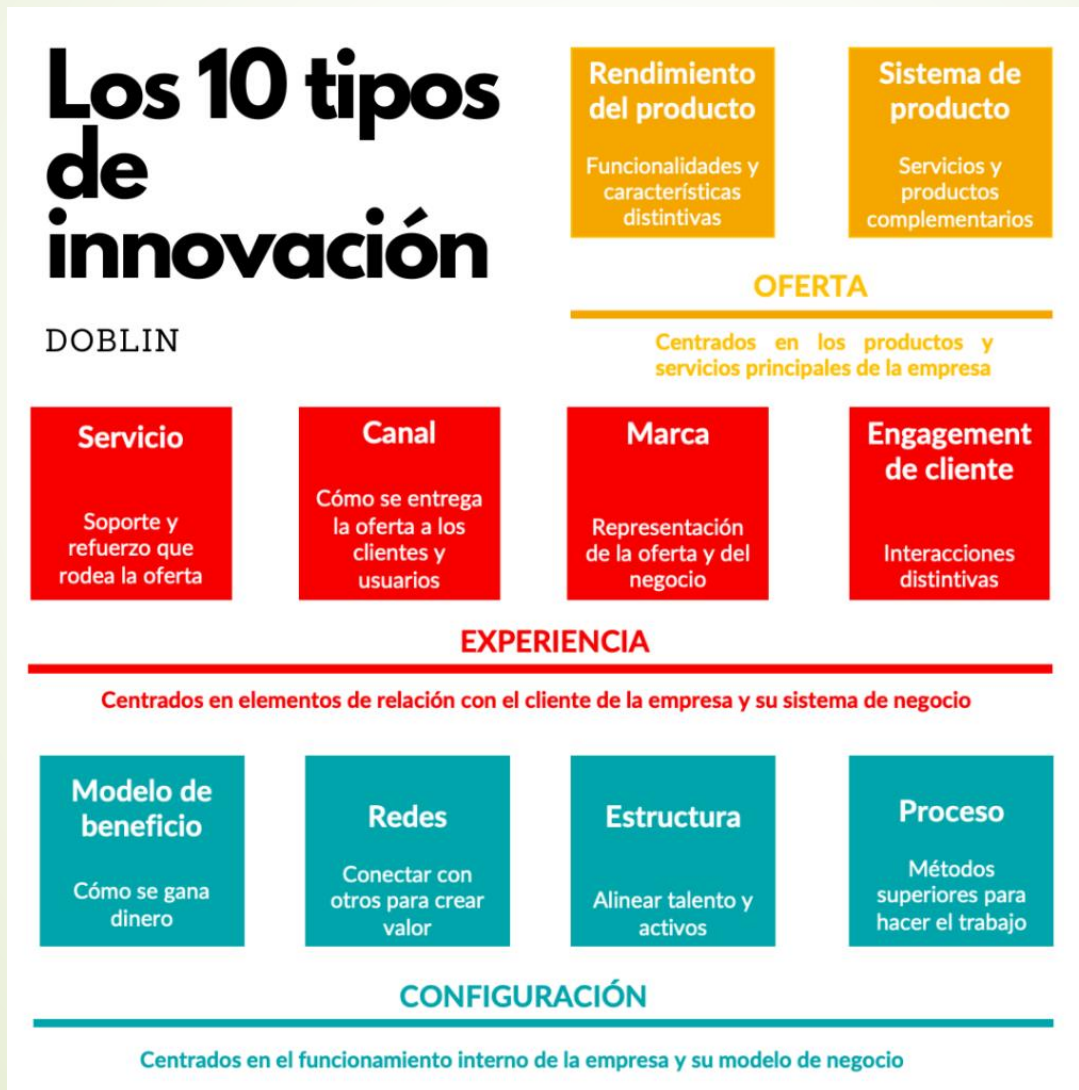 Los 10 tipos
de
innovación
DOBLIN
Rendimiento
del producto
Funcionalidades y
características
distintivas
Sistema de
producto
Servicios y
productos
complementarios
OFERTA
Centrados en los productos y
servicios principales de la empresa
Servicio
Soporte y
refuerzo que
rodea la oferta
Canal
Cómo se entrega
la oferta a los
clientes y
usuarios
Marca
Representación
de la oferta y del
negocio
Engagement
de cliente
Interacciones
distintivas
EXPERIENCIA
Centrados en elementos de relación con el cliente de la empresa y su sistema de negocio
Modelo de
beneficio
Cómo se gana
dinero
Redes
Conectar con
otros para crear
valor
Estructura
Alinear talento y
activos
Proceso
Métodos
superiores para
hacer el trabajo
CONFIGURACIÓN
Centrados en el funcionamiento interno de la empresa y su modelo de negocio